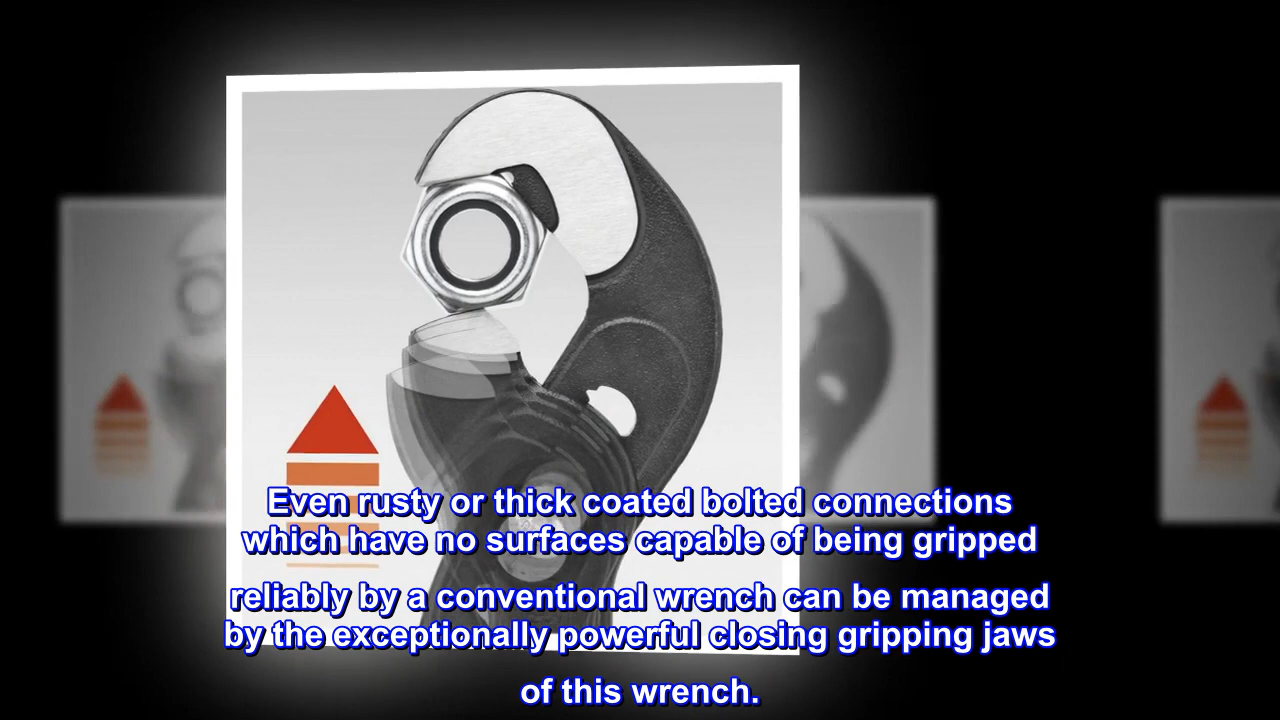 Even rusty or thick coated bolted connections
which have no surfaces capable of being gripped
reliably by a conventional wrench can be managed
by the exceptionally powerful closing gripping jaws
of this wrench.